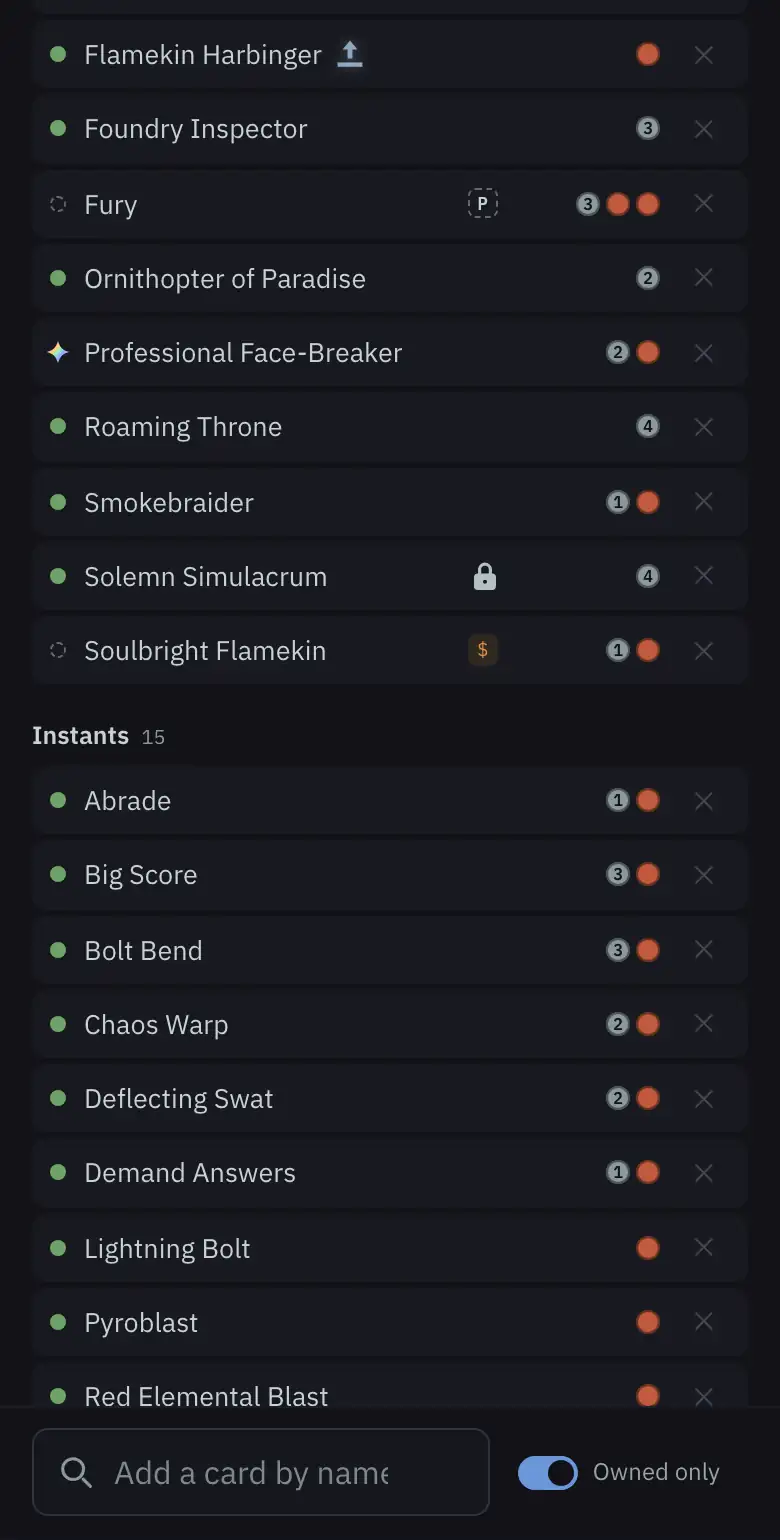 Flamekin Harbinger
Foundry Inspector 3
Fury P 3
Ornithopter of Paradise 2
Professional Face-Breaker 2
Roaming Throne 4
Smokebraider 1
Solemn Simulacrum 4
Soulbright Flamekin $ 1
Instants 15
Abrade 1
Big Score 3
Bolt Bend 3
Chaos Warp 2
Deflecting Swat 2
Demand Answers 1
Lightning Bolt
Pyroblast
Red Elemental Blast
Add a card by name Owned only